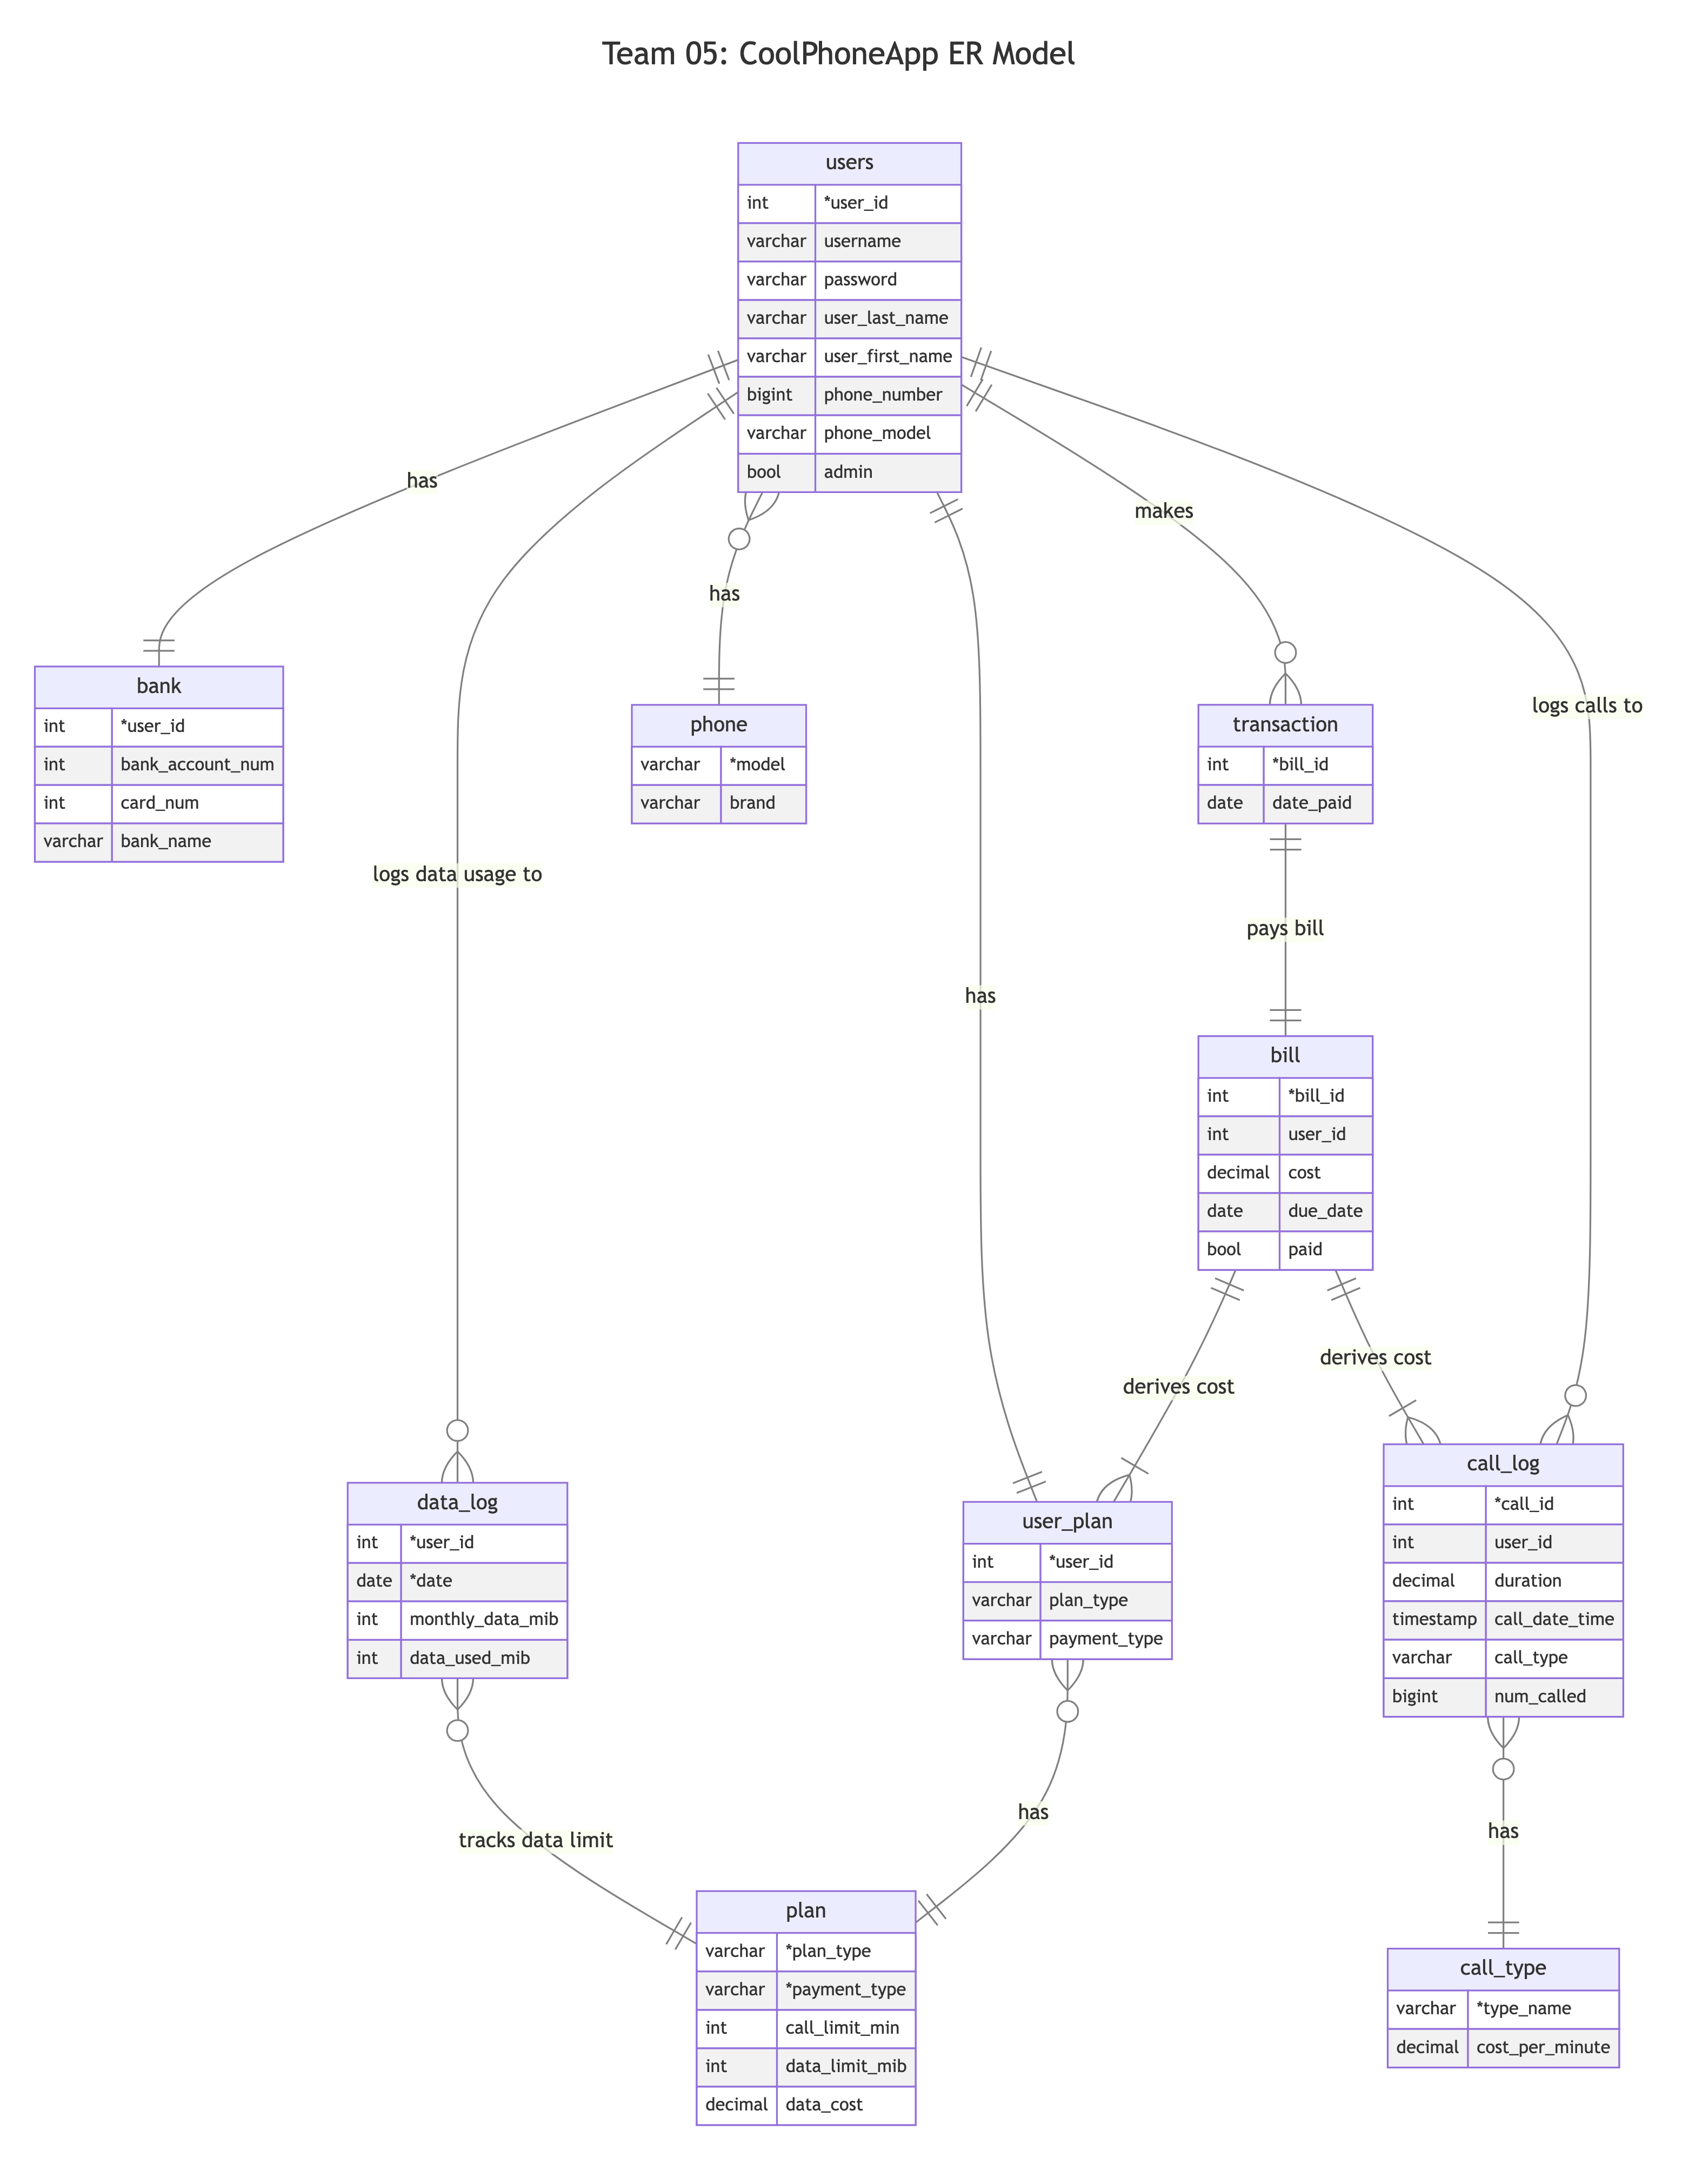 Team 05: CoolPhoneApp ER Model
users
int *user_id
varchar username
varchar password
varchar user_last_name
varchar user_first_name
bigint phone_number
varchar phone_model
bool admin
has
makes
has
logs calls to
bank
int *user_id
int bank_account_num
int card_num
varchar bank_name
phone
varchar *model
varchar brand
transaction
int *bill_id
date date_paid
logs data usage to
pays bill
has
bill
int *bill_id
int user_id
decimal cost
date due_date
bool paid
derives cost
derives cost
data_log
int *user_id
date *date
int monthly_data_mib
int data_used_mib
user_plan
int *user_id
varchar plan_type
varchar payment_type
call_log
int *call_id
int user_id
decimal duration
timestamp call_date_time
varchar call_type
bigint num_called
tracks data limit
has
has
plan
varchar *plan_type
varchar *payment_type
int call_limit_min
int data_limit_mib
decimal data_cost
call_type
varchar *type_name
decimal cost_per_minute